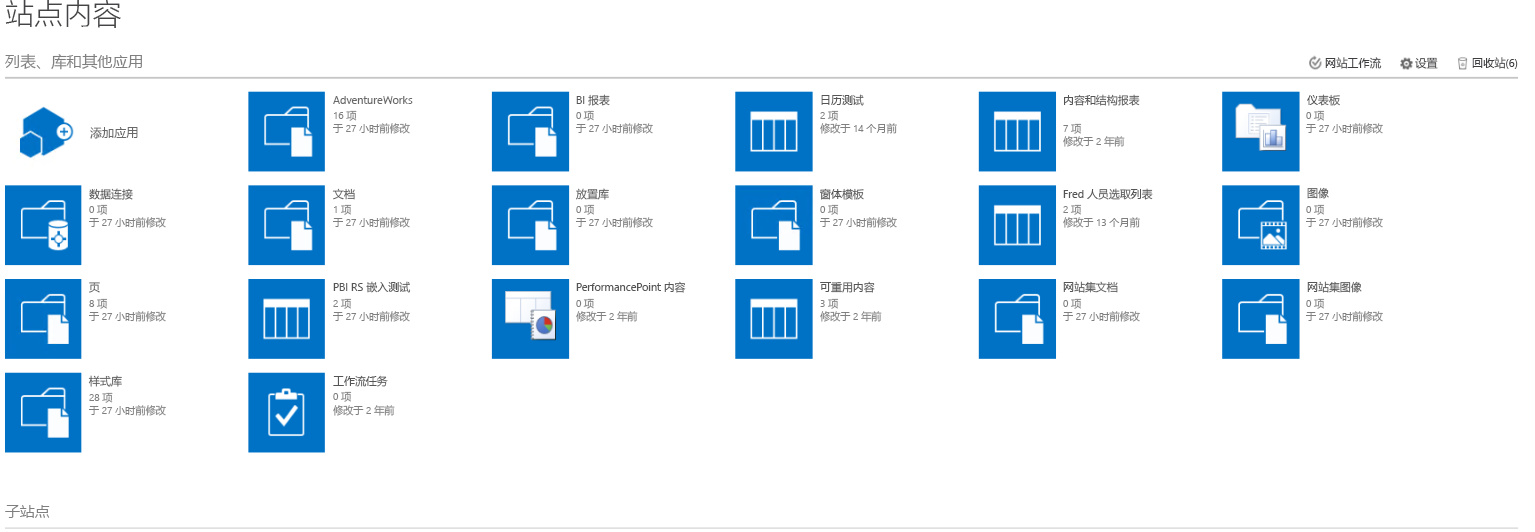 站点内容
列表、库和其他应用
网站工作流 设置 回收站(6)
添加应用
AdventureWorks
16 项
于 27 小时前修改
BI 报表
0 项
于 27 小时前修改
日历测试
2 项
修改于 14 个月前
内容和结构报表
7 项
修改于 2 年前
仪表板
0 项
于 27 小时前修改
数据连接
0 项
于 27 小时前修改
文档
1 项
于 27 小时前修改
放置库
0 项
于 27 小时前修改
窗体模板
0 项
于 27 小时前修改
Fred 人员选取列表
2 项
修改于 13 个月前
图像
0 项
于 27 小时前修改
页
8 项
于 27 小时前修改
PBI RS 嵌入测试
2 项
于 27 小时前修改
PerformancePoint 内容
0 项
修改于 2 年前
可重用内容
3 项
修改于 2 年前
网站集文档
0 项
于 27 小时前修改
网站集图像
0 项
于 27 小时前修改
样式库
28 项
于 27 小时前修改
工作流任务
0 项
修改于 2 年前
子站点